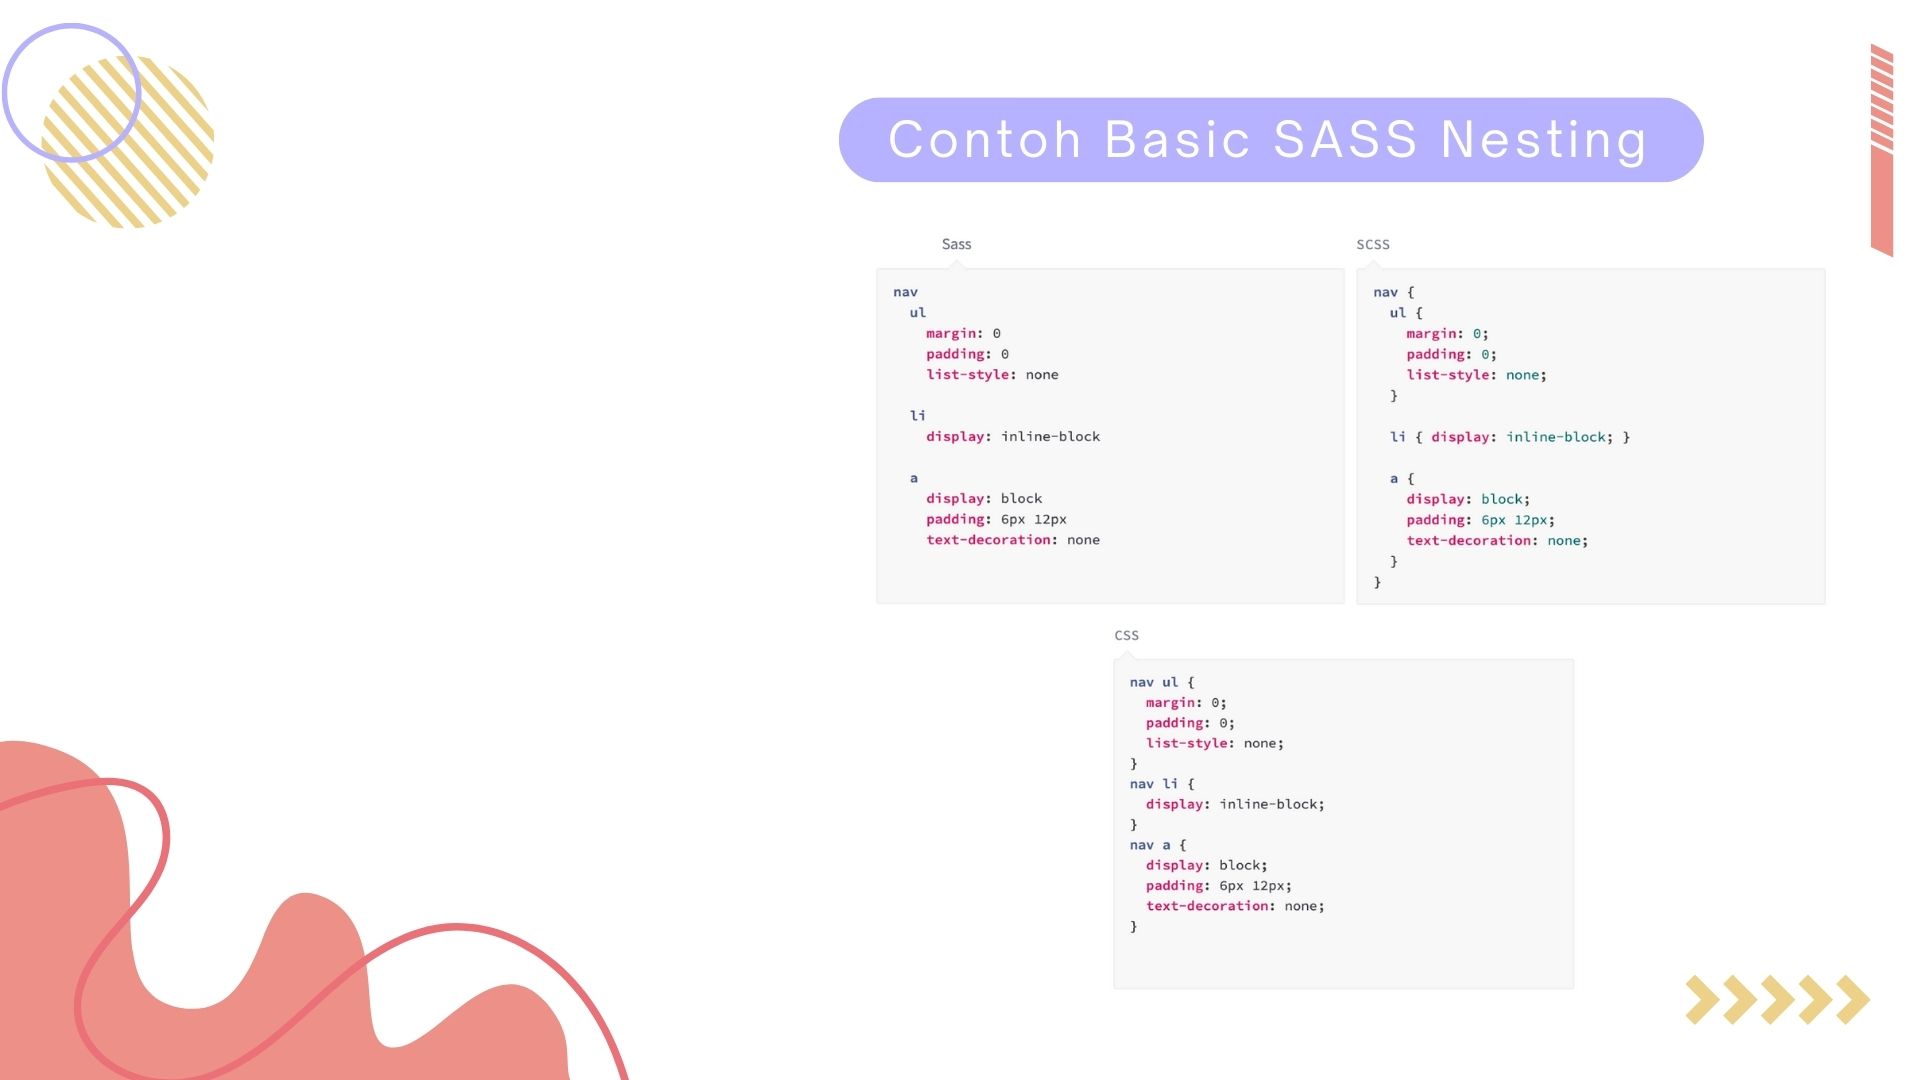 Contoh Basic SASS Nesting
Sass
nav
  ul
    margin: 0
    padding: 0
    list-style: none

  li
    display: inline-block

  a
    display: block
    padding: 6px 12px
    text-decoration: none
SCSS
nav {
  ul {
    margin: 0;
    padding: 0;
    list-style: none;
  }

  li { display: inline-block; }

  a {
    display: block;
    padding: 6px 12px;
    text-decoration: none;
  }
}
CSS
nav ul {
  margin: 0;
  padding: 0;
  list-style: none;
}
nav li {
  display: inline-block;
}
nav a {
  display: block;
  padding: 6px 12px;
  text-decoration: none;
}